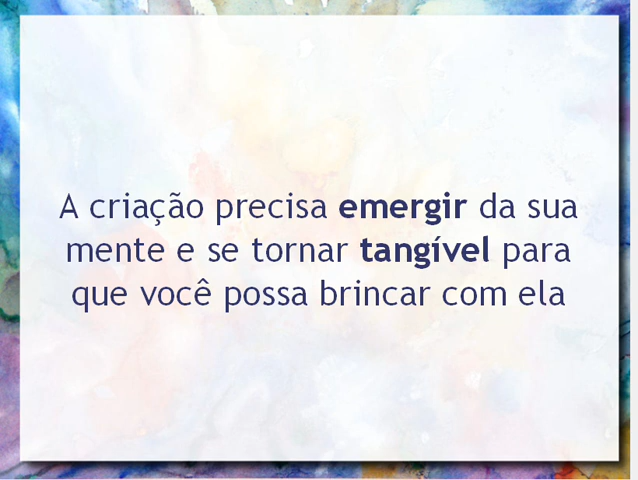 A criação precisa emergir da sua
mente e se tornar tangível para
que você possa brincar com ela